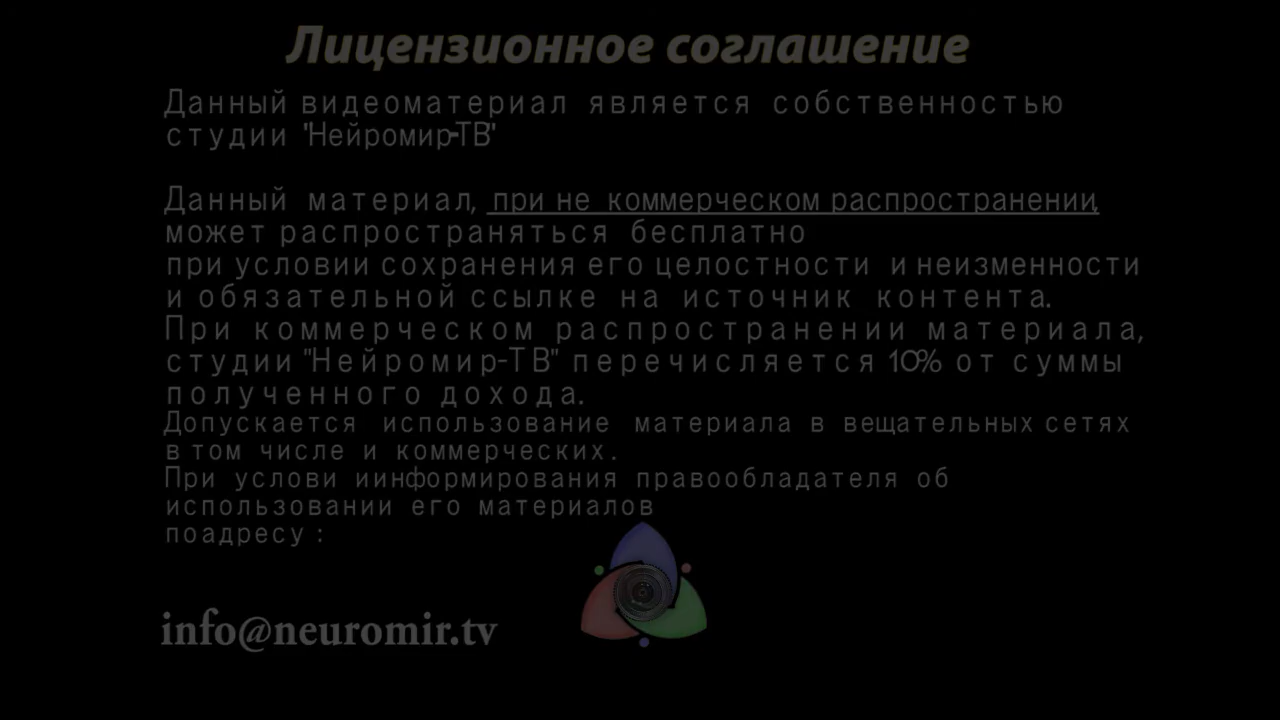 Лицензионное соглашение
Данный видеоматериал является собственностью
студии "Нейромир-ТВ"
Данный материал, при не коммерческом распространении,
может распространяться бесплатно
при условии сохранения его целостности и неизменности
и обязательной ссылке на источник контента.
При коммерческом распространении материала,
студии "Нейромир-ТВ" перечисляется 10% от суммы
полученного дохода.
Допускается использование материала в вещательных сетях
в том числе и коммерческих.
При услови иинформирования правообладателя об
использовании его материалов
поадресу :
info@neuromir.tv